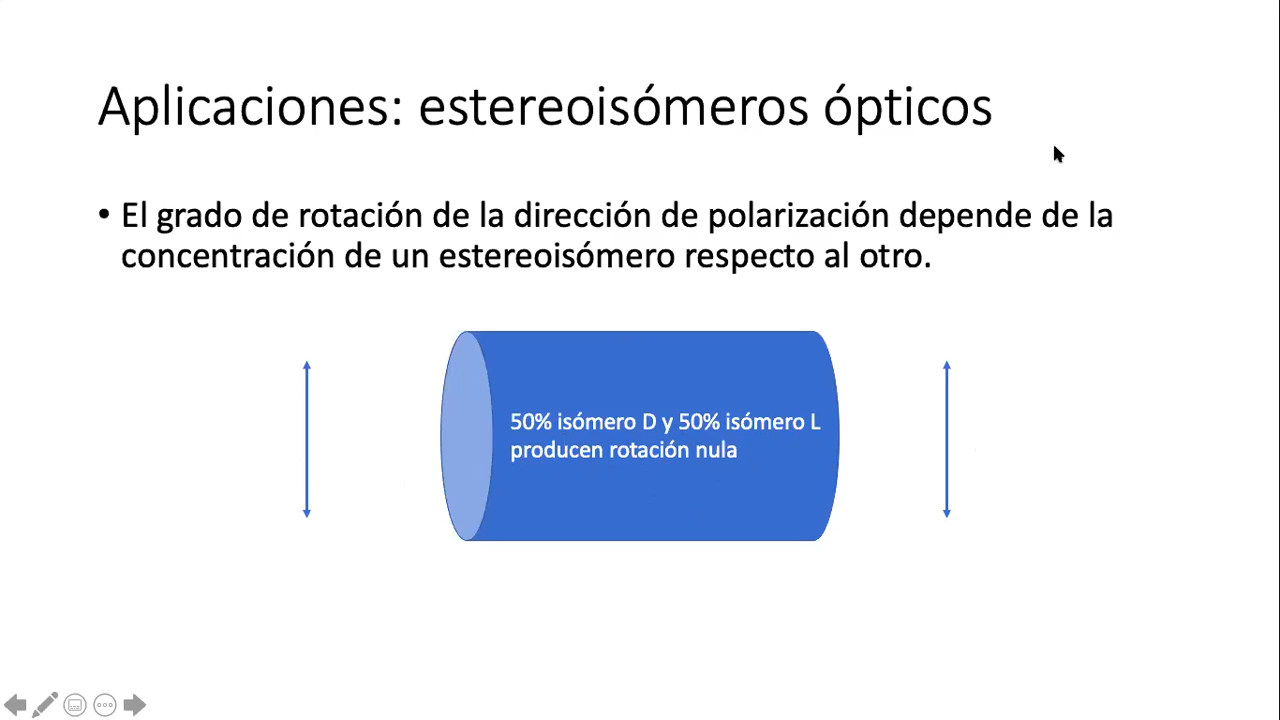 Aplicaciones: estereoisómeros ópticos
• El grado de rotación de la dirección de polarización depende de la
concentración de un estereoisómero respecto al otro.
50% isómero D y 50% isómero L
producen rotación nula